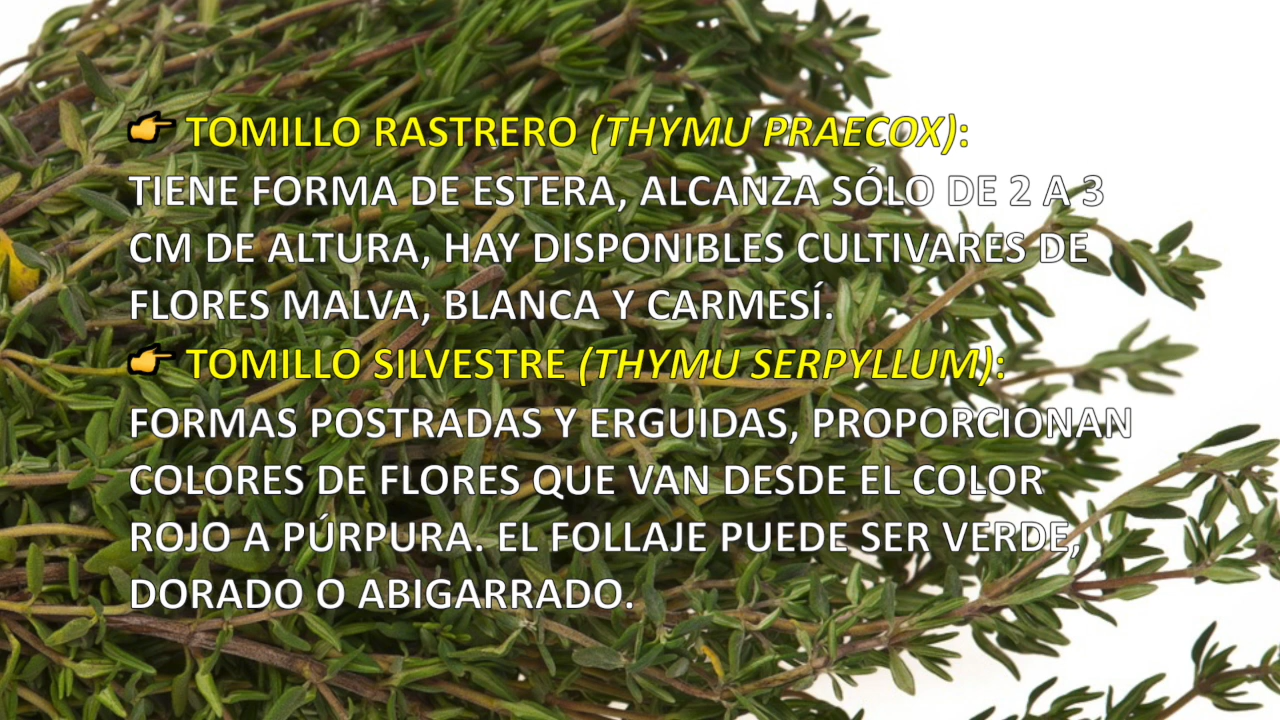 👉 TOMILLO RASTRERO (THYMU PRAECOX):
TIENE FORMA DE ESTERA, ALCANZA SÓLO DE 2 A 3
CM DE ALTURA, HAY DISPONIBLES CULTIVARES DE
FLORES MALVA, BLANCA Y CARMESÍ.
👉 TOMILLO SILVESTRE (THYMU SERPYLLUM):
FORMAS POSTRADAS Y ERGUIDAS, PROPORCIONAN
COLORES DE FLORES QUE VAN DESDE EL COLOR
ROJO A PÚRPURA. EL FOLLAJE PUEDE SER VERDE,
DORADO O ABIGARRADO.